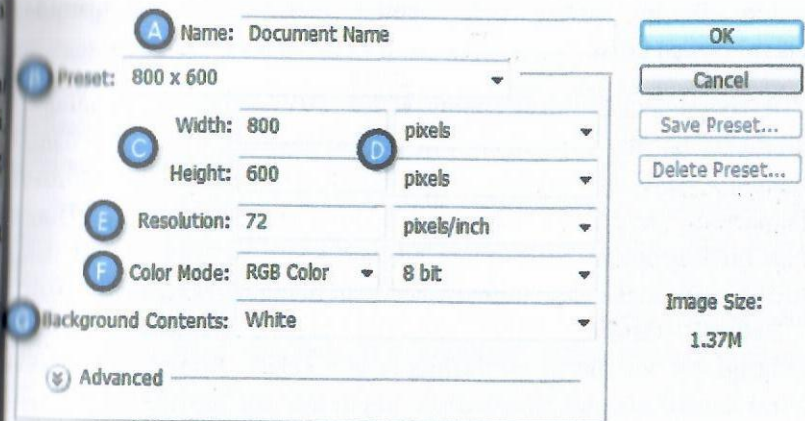 A Name: Document Name
OK
B Preset: 800 x 600
Cancel
Width: 800 pixels
Save Preset...
C D
Height: 600 pixels
Delete Preset...
E Resolution: 72 pixels/inch
F Color Mode: RGB Color 8 bit
Image Size:
G Background Contents: White
1.37M
Advanced